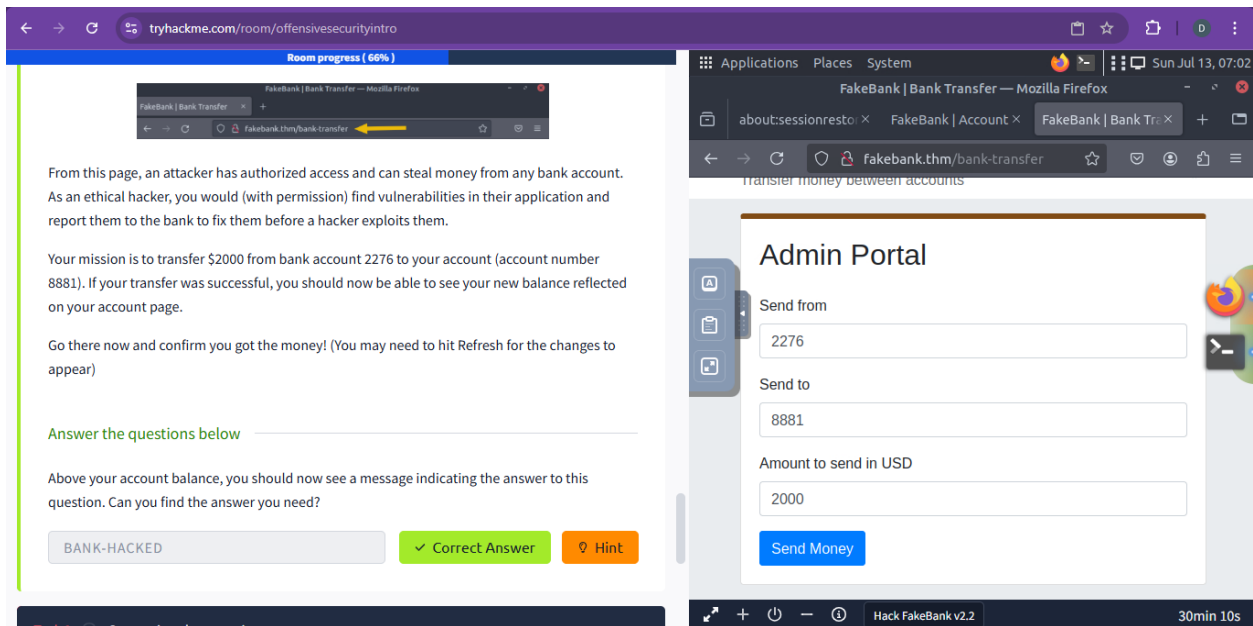 tryhackme.com/room/offensivesecurityintro
D
Room progress ( 66% )
FakeBank | Bank Transfer — Mozilla Firefox
FakeBank | Bank Transfer × +
fakebank.thm/bank-transfer
From this page, an attacker has authorized access and can steal money from any bank account.
As an ethical hacker, you would (with permission) find vulnerabilities in their application and
report them to the bank to fix them before a hacker exploits them.
Your mission is to transfer $2000 from bank account 2276 to your account (account number
8881). If your transfer was successful, you should now be able to see your new balance reflected
on your account page.
Go there now and confirm you got the money! (You may need to hit Refresh for the changes to
appear)
Answer the questions below
Above your account balance, you should now see a message indicating the answer to this
question. Can you find the answer you need?
BANK-HACKED
Correct Answer
Hint
Applications Places System
Sun Jul 13, 07:02
FakeBank | Bank Transfer — Mozilla Firefox
about:sessionrestor × FakeBank | Account × FakeBank | Bank Tra × +
fakebank.thm/bank-transfer
Transfer money between accounts
Admin Portal
Send from
2276
Send to
8881
Amount to send in USD
2000
Send Money
A
Hack FakeBank v2.2
30min 10s